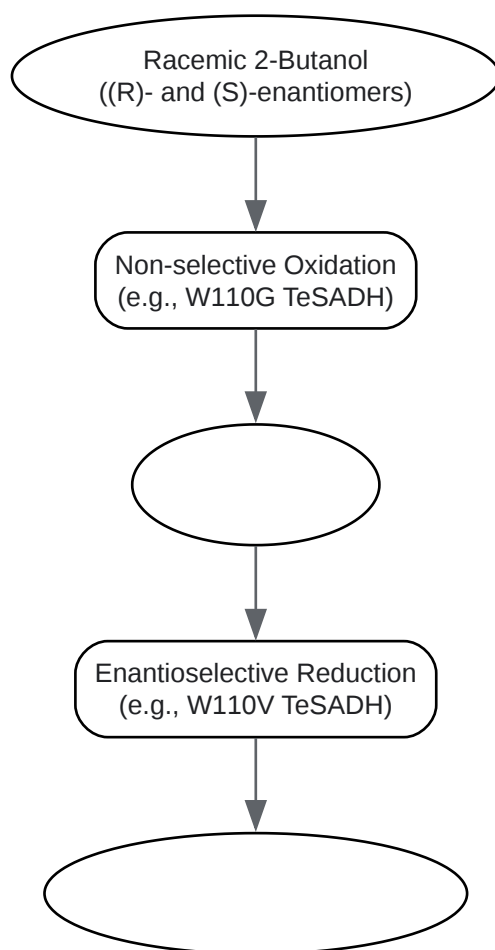 Racemic 2-Butanol
((R)- and (S)-enantiomers)
Non-selective Oxidation
(e.g., W110G TeSADH)
Enantioselective Reduction
(e.g., W110V TeSADH)